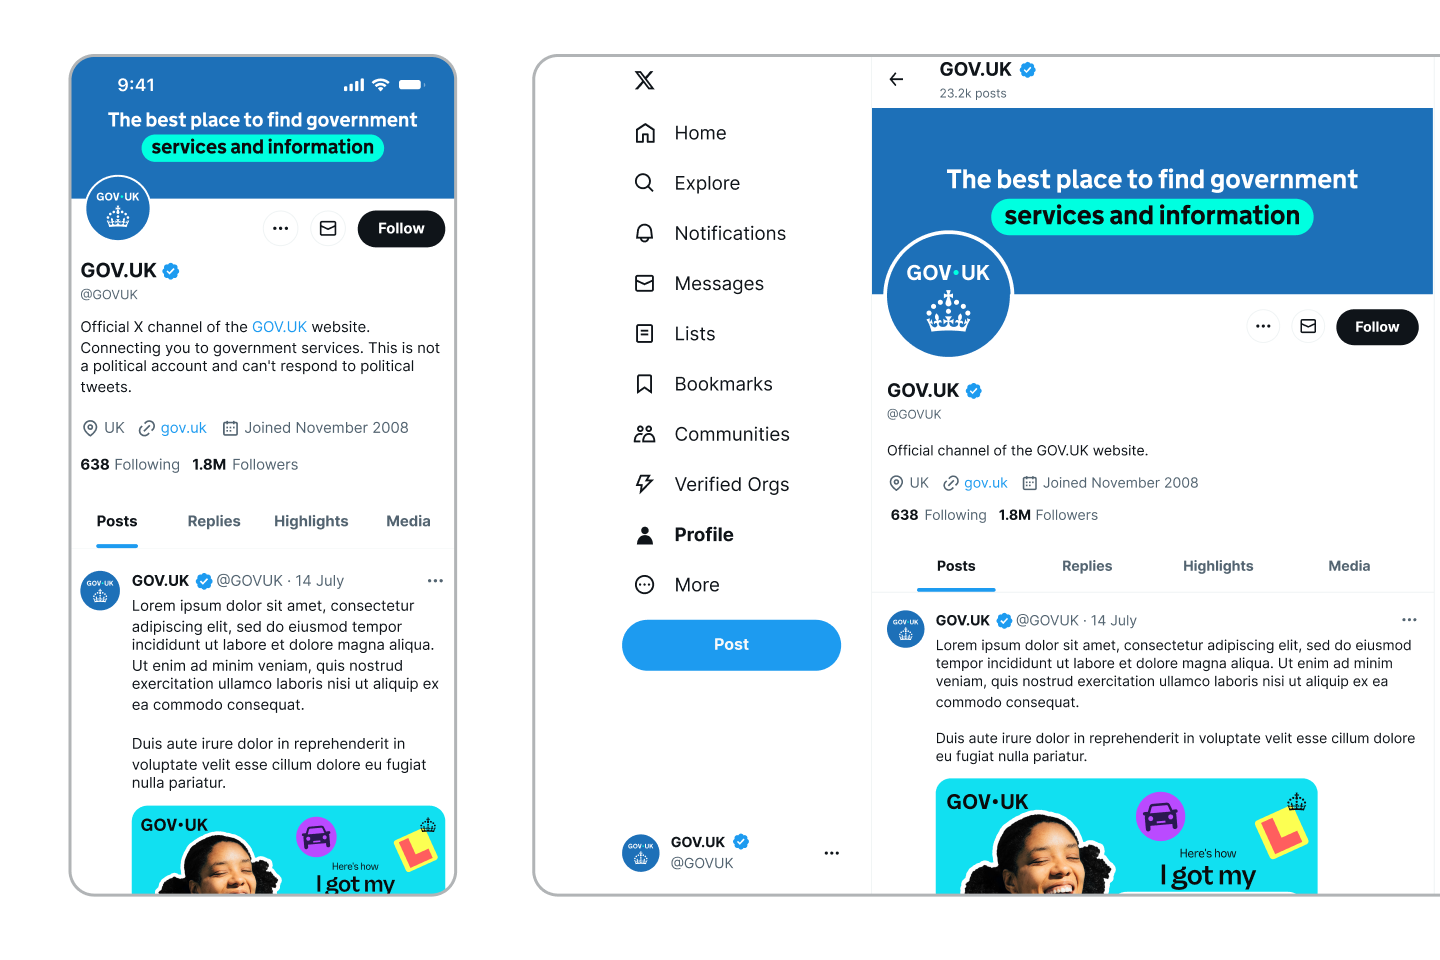 9:41
The best place to find government
services and information
GOV•UK
Follow
GOV.UK
@GOVUK
Official X channel of the GOV.UK website.
Connecting you to government services. This is not
a political account and can't respond to political
tweets.
UK gov.uk Joined November 2008
638 Following 1.8M Followers
Posts Replies Highlights Media
GOV•UK
GOV.UK @GOVUK · 14 July
Lorem ipsum dolor sit amet, consectetur
adipiscing elit, sed do eiusmod tempor
incididunt ut labore et dolore magna aliqua.
Ut enim ad minim veniam, quis nostrud
exercitation ullamco laboris nisi ut aliquip ex
ea commodo consequat.
Duis aute irure dolor in reprehenderit in
voluptate velit esse cillum dolore eu fugiat
nulla pariatur.
GOV•UK
L
Here's how
I got my
X
Home
Explore
Notifications
Messages
Lists
Bookmarks
Communities
Verified Orgs
Profile
More
Post
GOV•UK
GOV.UK
@GOVUK
GOV.UK
23.2k posts
The best place to find government
services and information
GOV•UK
Follow
GOV.UK
@GOVUK
Official channel of the GOV.UK website.
UK gov.uk Joined November 2008
638 Following 1.8M Followers
Posts Replies Highlights Media
GOV•UK
GOV.UK @GOVUK · 14 July
Lorem ipsum dolor sit amet, consectetur adipiscing elit, sed do eiusmod
tempor incididunt ut labore et dolore magna aliqua. Ut enim ad minim
veniam, quis nostrud exercitation ullamco laboris nisi ut aliquip ex ea
commodo consequat.
Duis aute irure dolor in reprehenderit in voluptate velit esse cillum dolore
eu fugiat nulla pariatur.
GOV•UK
L
Here's how
I got my